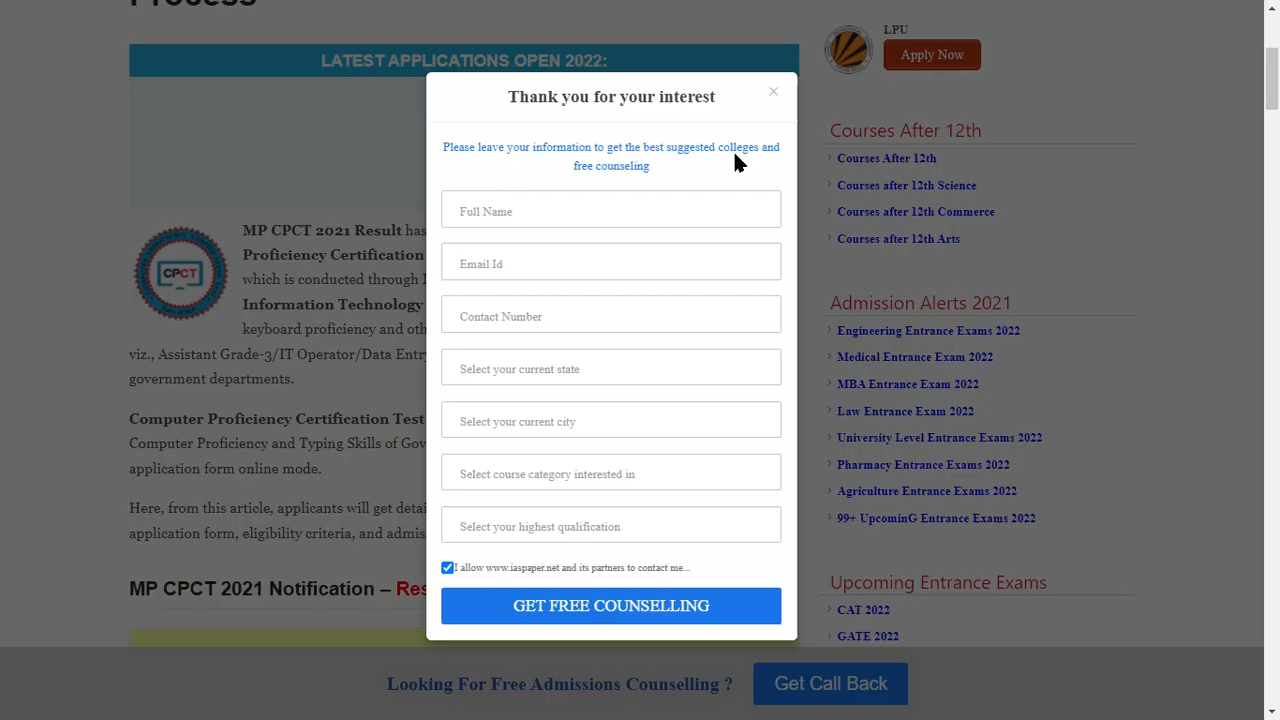 Process
LATEST APPLICATIONS OPEN 2022:
LPU
Apply Now
Thank you for your interest
×
Please leave your information to get the best suggested colleges and
free counseling
Full Name
Email Id
Contact Number
Select your current state
Select your current city
Select course category interested in
Select your highest qualification
I allow www.iaspaper.net and its partners to contact me...
GET FREE COUNSELLING
CPCT
MP CPCT 2021 Result has
Proficiency Certification
which is conducted through
Information Technology
keyboard proficiency and
viz., Assistant Grade-3/IT Operator/Data Entry
government departments.
Computer Proficiency Certification Test
Computer Proficiency and Typing Skills of
application form online mode.
Here, from this article, applicants will get
application form, eligibility criteria, and
MP CPCT 2021 Notification –
Courses After 12th
Courses After 12th
Courses after 12th Science
Courses after 12th Commerce
Courses after 12th Arts
Admission Alerts 2021
Engineering Entrance Exams 2022
Medical Entrance Exam 2022
MBA Entrance Exam 2022
Law Entrance Exam 2022
University Level Entrance Exams 2022
Pharmacy Entrance Exams 2022
Agriculture Entrance Exams 2022
99+ UpcominG Entrance Exams 2022
Upcoming Entrance Exams
CAT 2022
GATE 2022
Looking For Free Admissions Counselling ?
Get Call Back